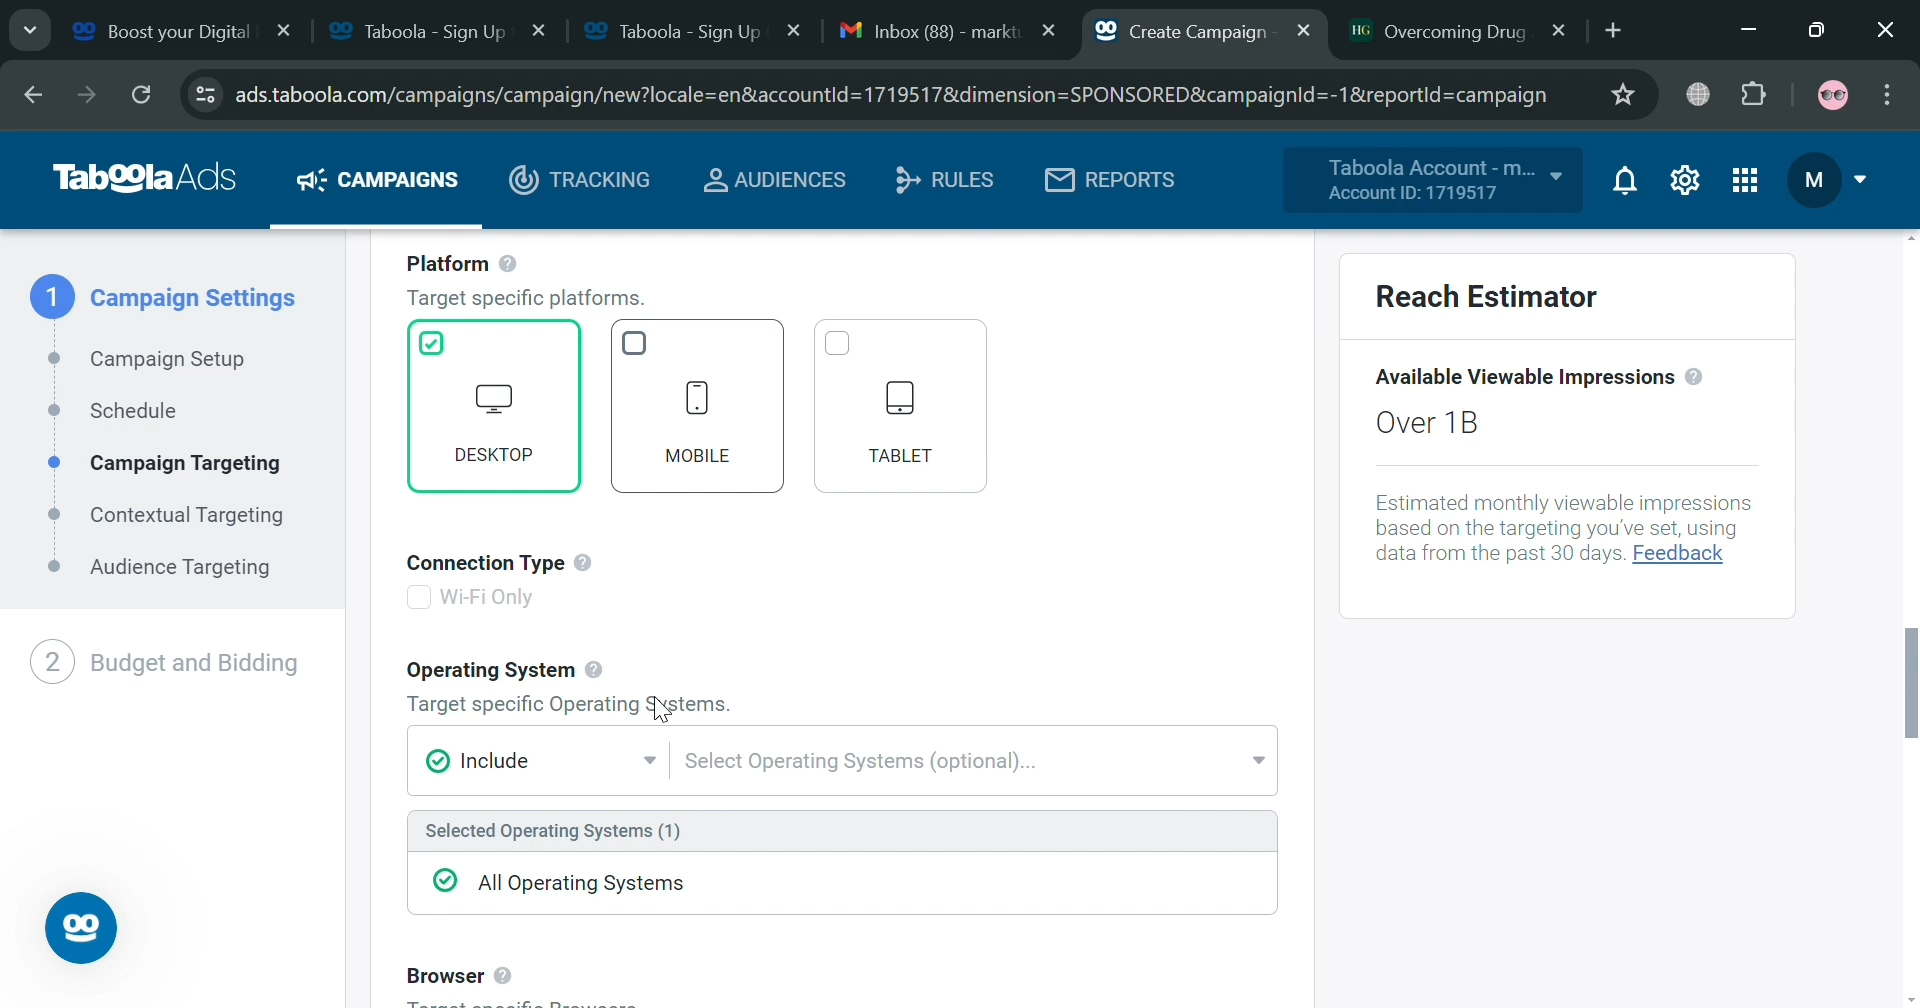 Boost your Digital
Taboola - Sign Up
Taboola - Sign Up
Inbox (88) - markt
Create Campaign -
HG
Overcoming Drug
ads.taboola.com/campaigns/campaign/new?locale=en&accountId=1719517&dimension=SPONSORED&campaignId=-1&reportId=campaign
Taboola Ads
CAMPAIGNS
TRACKING
AUDIENCES
RULES
REPORTS
Taboola Account - m...
Account ID: 1719517
M
1
Campaign Settings
Campaign Setup
Schedule
Campaign Targeting
Contextual Targeting
Audience Targeting
2
Budget and Bidding
Platform
Target specific platforms.
DESKTOP
MOBILE
TABLET
Connection Type
Wi-Fi Only
Operating System
Target specific Operating Systems.
Include
Select Operating Systems (optional)...
Selected Operating Systems (1)
All Operating Systems
Browser
Target specific Browsers
Reach Estimator
Available Viewable Impressions
Over 1B
Estimated monthly viewable impressions
based on the targeting you've set, using
data from the past 30 days. Feedback